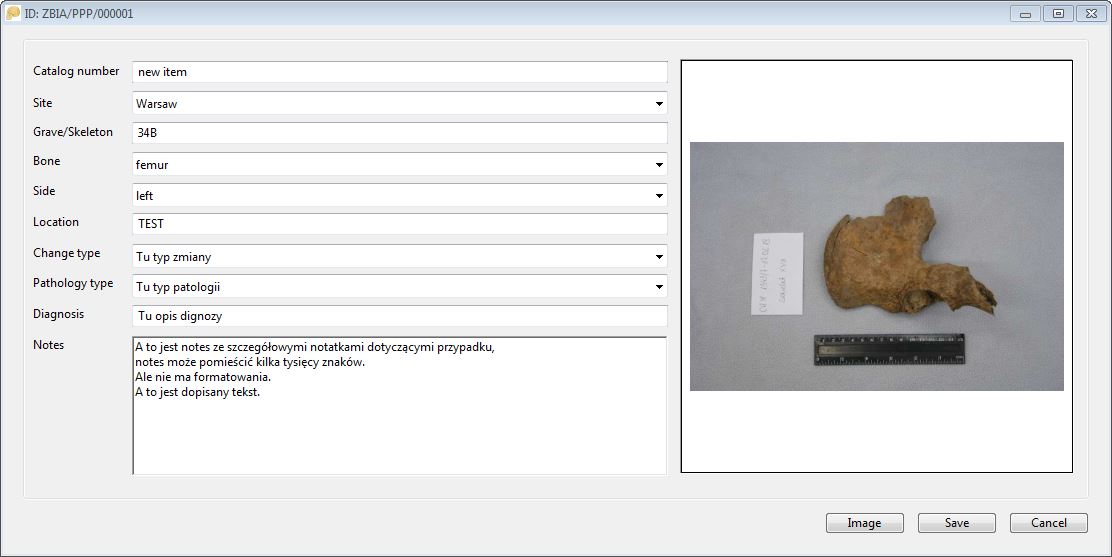 ID: ZBIA/PPP/000001
Catalog number new item
Site Warsaw
Grave/Skeleton 34B
Bone femur
Side left
Location TEST
Change type Tu typ zmiany
Pathology type Tu typ patologii
Diagnosis Tu opis dignozy
Notes A to jest notes ze szczegółowymi notatkami dotyczącymi przypadku,
notes może pomieścić kilka tysięcy znaków.
Ale nie ma formatowania.
A to jest dopisany tekst.
Image Save Cancel